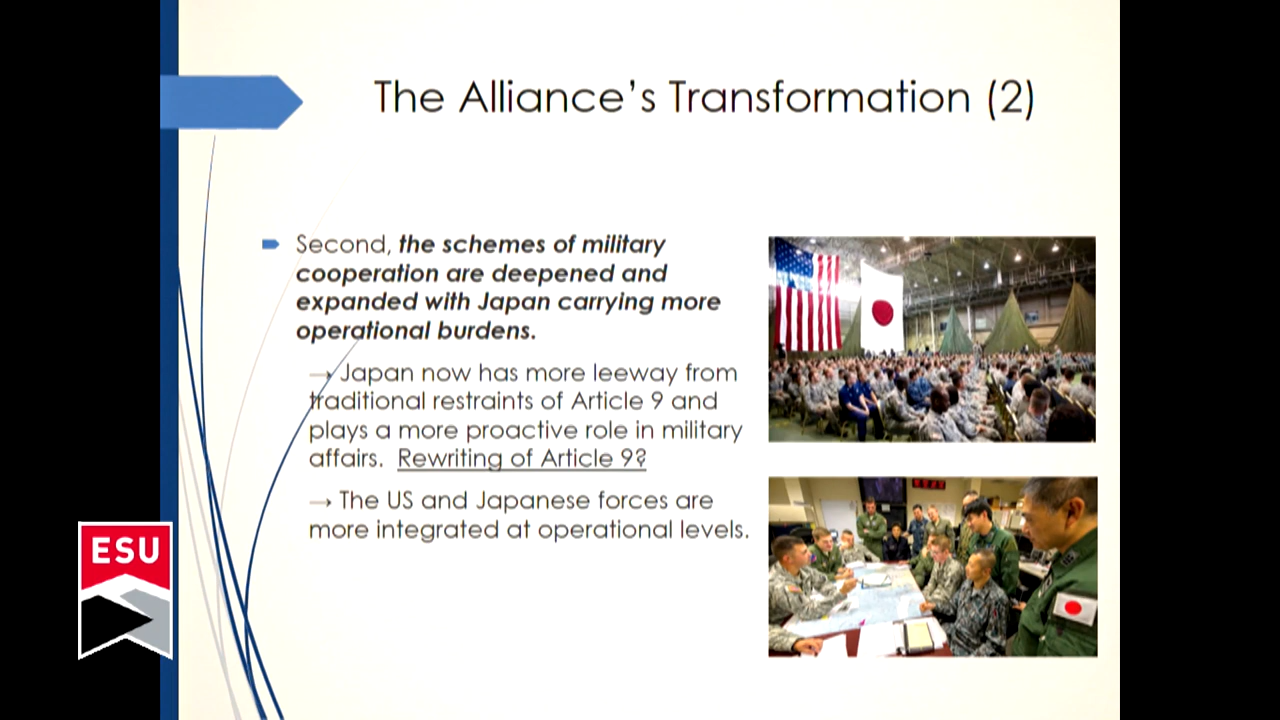 The Alliance’s Transformation (2)
Second, the schemes of military
cooperation are deepened and
expanded with Japan carrying more
operational burdens.
→ Japan now has more leeway from
traditional restraints of Article 9 and
plays a more proactive role in military
affairs. Rewriting of Article 9?
→ The US and Japanese forces are
more integrated at operational levels.
ESU